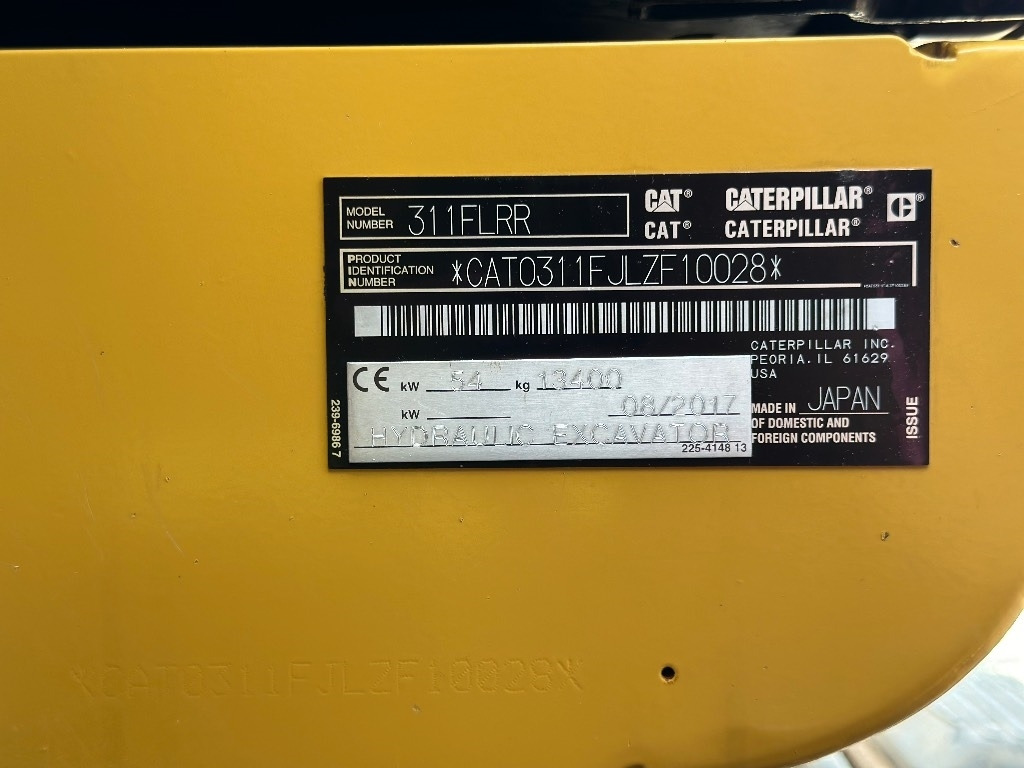 MODEL NUMBER 311FLRR
CAT® CATERPILLAR®
CAT® CATERPILLAR®
PRODUCT IDENTIFICATION NUMBER *CAT0311FJLZF10028*
CATERPILLAR INC.
PEORIA, IL 61629
USA
CE kW 54 kg 13400
kW 08/2017
HYDRAULIC EXCAVATOR
225-4148 13
MADE IN JAPAN
OF DOMESTIC AND
FOREIGN COMPONENTS
239-6986 7
ISSUE
*CAT0311FJLZF10028*